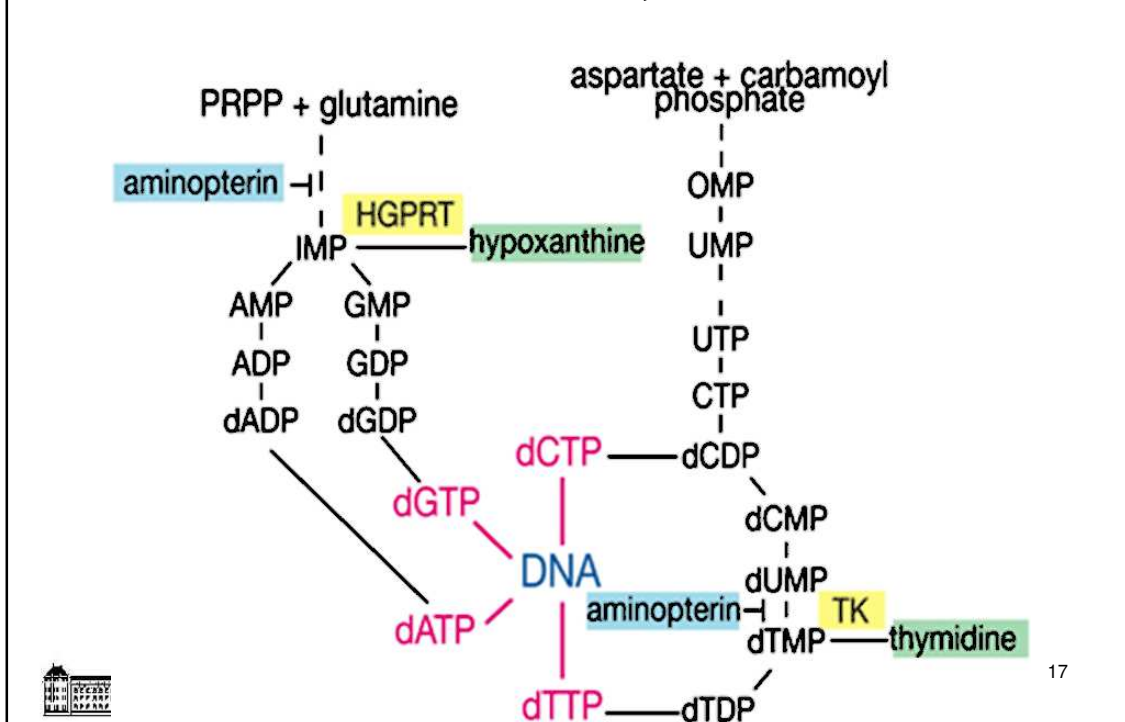 aspartate + carbamoyl
phosphate
PRPP + glutamine
aminopterin
OMP
HGPRT
IMP
hypoxanthine
UMP
AMP
GMP
UTP
ADP
GDP
CTP
dADP
dGDP
dCTP
dCDP
dGTP
dCMP
DNA
dUMP
aminopterin
TK
dATP
dTMP
thymidine
17
dTTP
dTDP